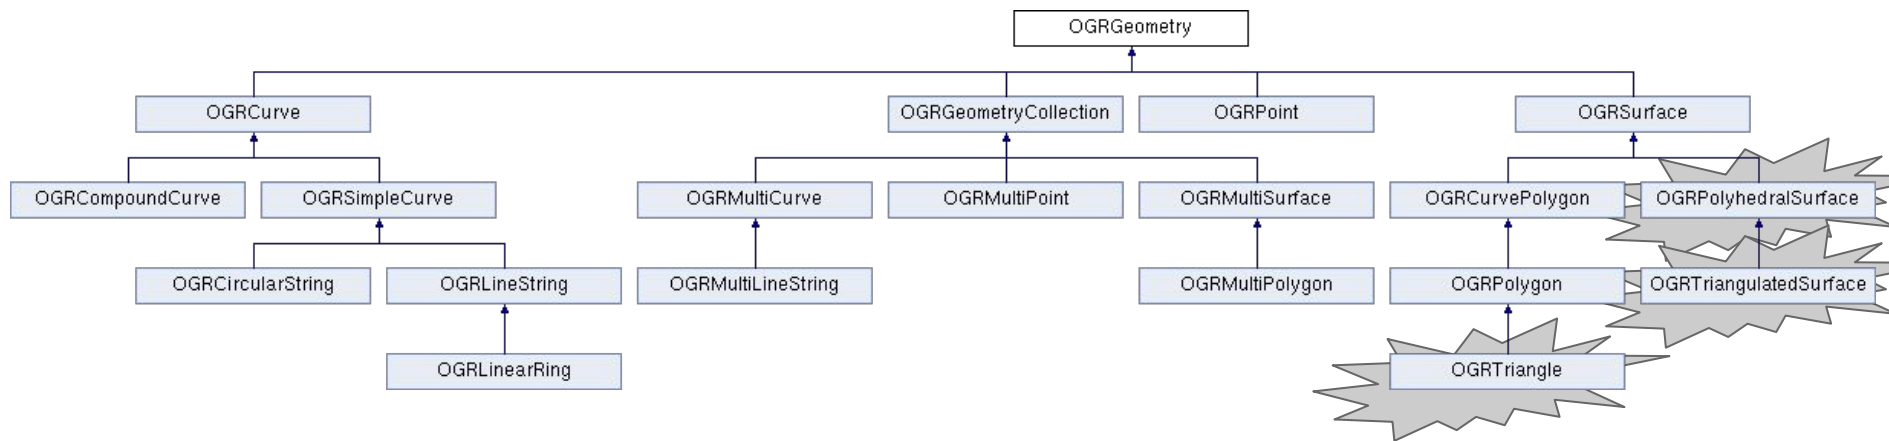 OGRGeometry
OGRCurve
OGRGeometryCollection
OGRPoint
OGRSurface
OGRCompoundCurve
OGRSimpleCurve
OGRMultiCurve
OGRMultiPoint
OGRMultiSurface
OGRCurvePolygon
OGRPolyhedralSurface
OGRCircularString
OGRLineString
OGRMultiLineString
OGRMultiPolygon
OGRPolygon
OGRTriangulatedSurface
OGRLinearRing
OGRTriangle